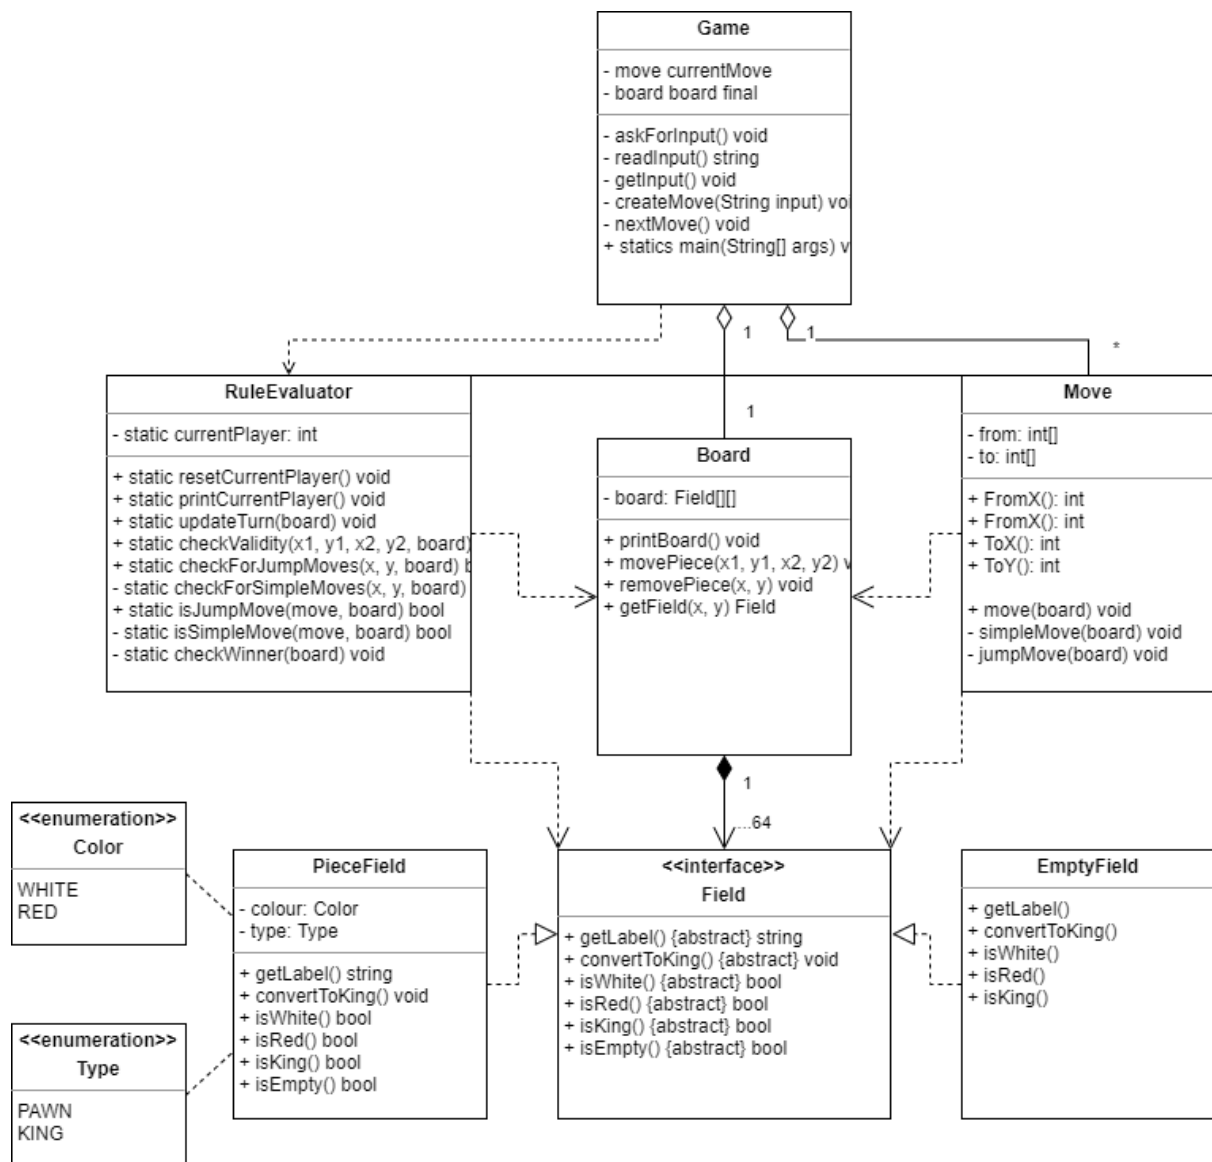 Game
- move currentMove
- board board final
- askForInput() void
- readInput() string
- getInput() void
- createMove(String input) voi
- nextMove() void
+ statics main(String[] args) v
1
1
*
RuleEvaluator
- static currentPlayer: int
+ static resetCurrentPlayer() void
+ static printCurrentPlayer() void
+ static updateTurn(board) void
+ static checkValidity(x1, y1, x2, y2, board)
+ static checkForJumpMoves(x, y, board) b
- static checkForSimpleMoves(x, y, board)
+ static isJumpMove(move, board) bool
- static isSimpleMove(move, board) bool
- static checkWinner(board) void
1
Board
- board: Field[][]
+ printBoard() void
+ movePiece(x1, y1, x2, y2) v
+ removePiece(x, y) void
+ getField(x, y) Field
Move
- from: int[]
- to: int[]
+ FromX(): int
+ FromX(): int
+ ToX(): int
+ ToY(): int
+ move(board) void
- simpleMove(board) void
- jumpMove(board) void
1
...64
<<enumeration>>
Color
WHITE
RED
<<enumeration>>
Type
PAWN
KING
PieceField
- colour: Color
- type: Type
+ getLabel() string
+ convertToKing() void
+ isWhite() bool
+ isRed() bool
+ isKing() bool
+ isEmpty() bool
<<interface>>
Field
+ getLabel() {abstract} string
+ convertToKing() {abstract} void
+ isWhite() {abstract} bool
+ isRed() {abstract} bool
+ isKing() {abstract} bool
+ isEmpty() {abstract} bool
EmptyField
+ getLabel()
+ convertToKing()
+ isWhite()
+ isRed()
+ isKing()